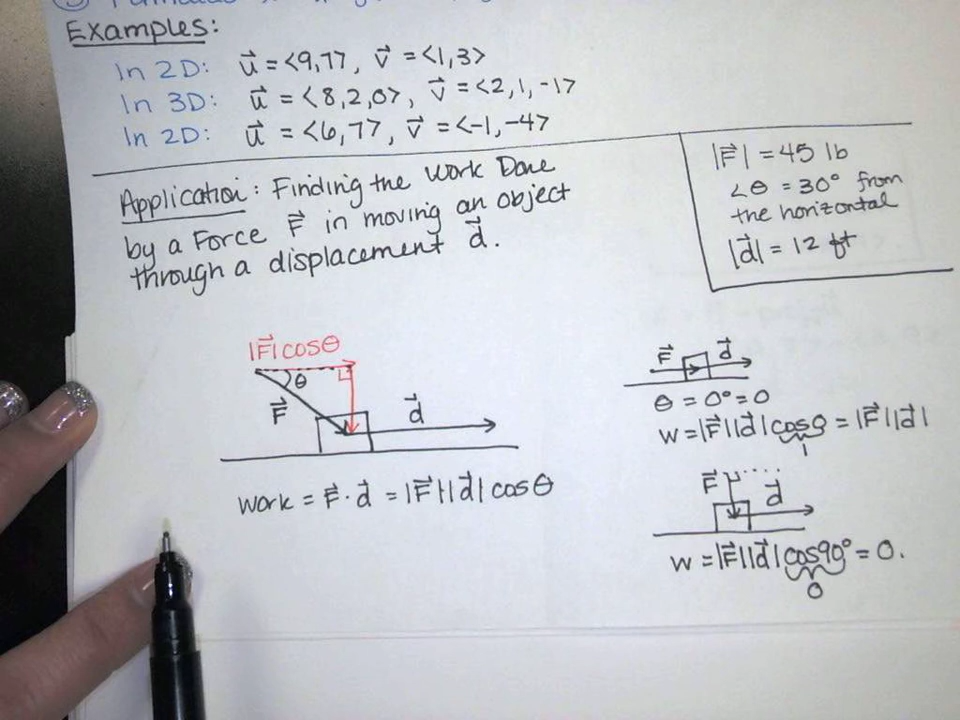 Examples:
In 2D: u⃗ = <9,7>, v⃗ = <1,3>
In 3D: u⃗ = <8,2,0>, v⃗ = <2,1,-1>
In 2D: u⃗ = <6,7>, v⃗ = <-1,-4>
Application: Finding the Work Done
by a Force F⃗ in moving an object
through a displacement d⃗.
|F⃗| = 45 lb
∠θ = 30° from
the horizontal
|d⃗| = 12 ft
|F⃗|cosθ
θ
F⃗
d⃗
Work = F⃗·d⃗ = |F⃗||d⃗|cosθ
F⃗ d⃗
θ = 0° = 0
W = |F⃗||d⃗|cos0 = |F⃗||d⃗|
1
F⃗ d⃗
W = |F⃗||d⃗|cos90° = 0.
0